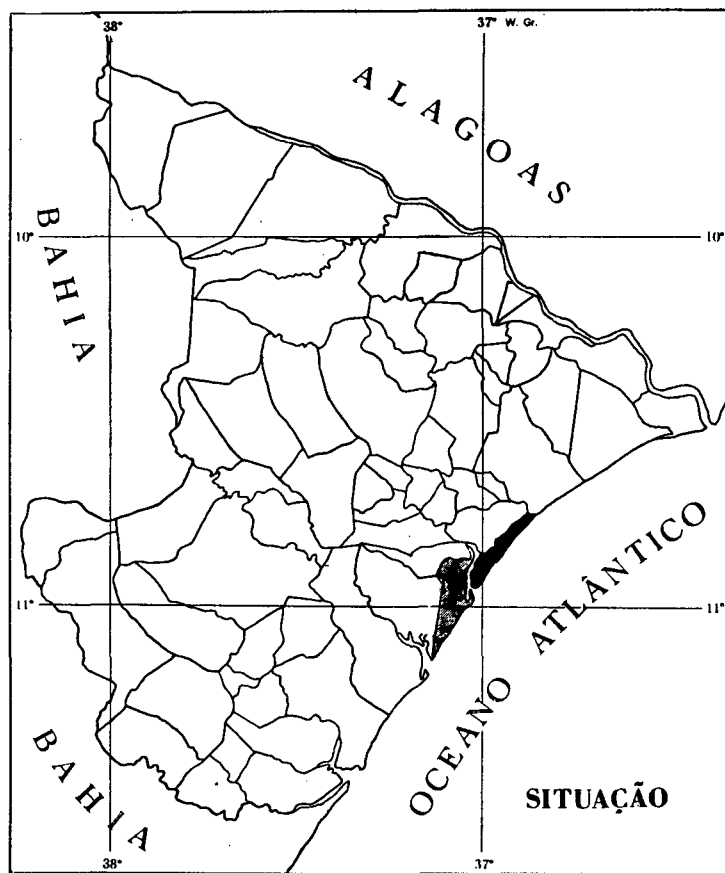 38°
37° W. Gr.
ALAGOAS
BAHIA
10°
10°
11°
11°
OCEANO ATLÂNTICO
BAHIA
SITUAÇÃO
38°
37°